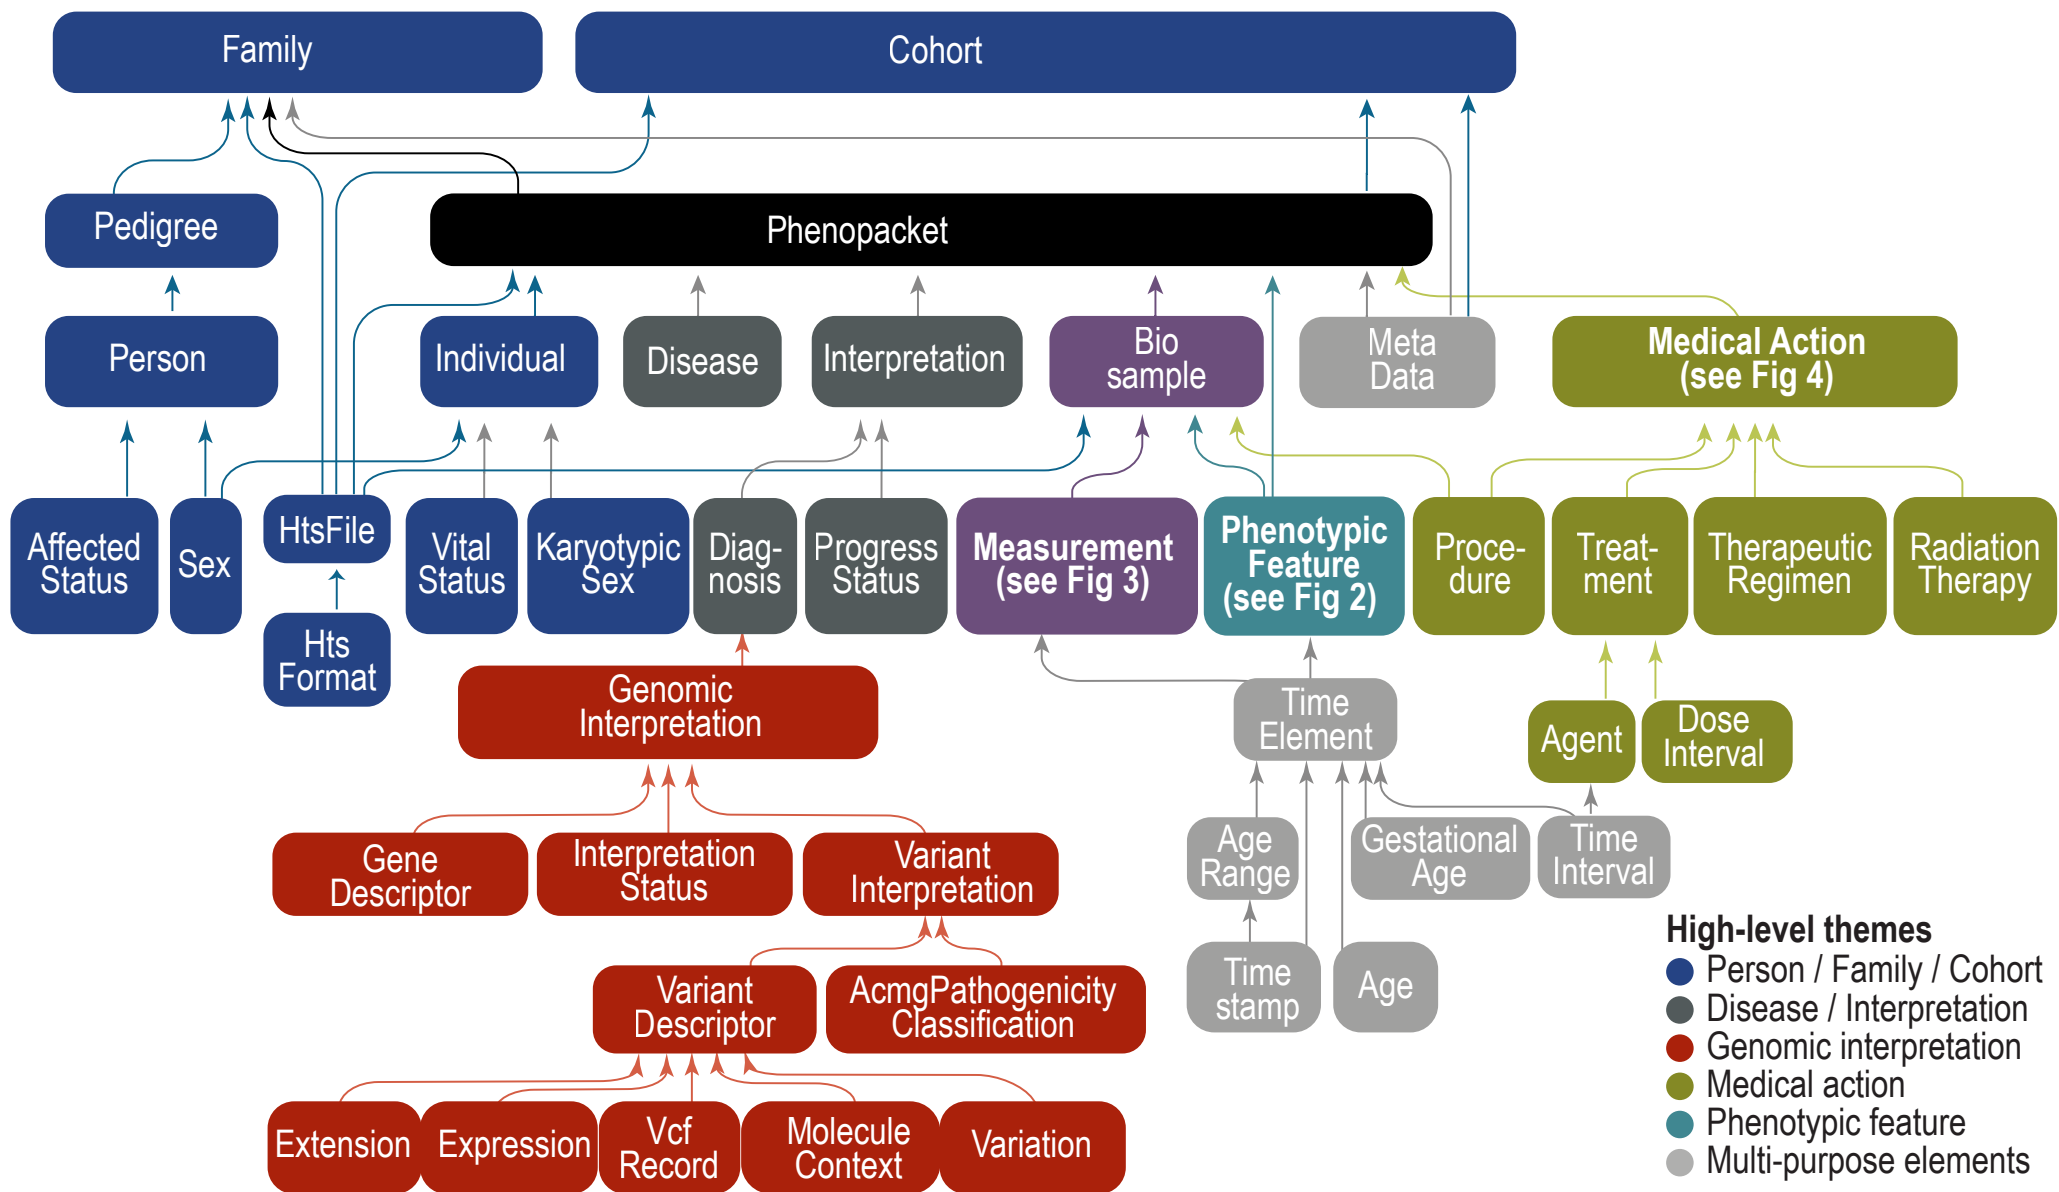 Family
Cohort
Pedigree
Phenopacket
Person
Individual
Disease
Interpretation
Bio
sample
Meta
Data
Medical Action
(see Fig 4)
Affected
Status
Sex
HtsFile
Hts
Format
Vital
Status
Karyotypic
Sex
Diag-
nosis
Progress
Status
Measurement
(see Fig 3)
Phenotypic
Feature
(see Fig 2)
Proce-
dure
Treat-
ment
Therapeutic
Regimen
Radiation
Therapy
Genomic
Interpretation
Time
Element
Agent
Dose
Interval
Gene
Descriptor
Interpretation
Status
Variant
Interpretation
Age
Range
Gestational
Age
Time
Interval
Variant
Descriptor
AcmgPathogenicity
Classification
Time
stamp
Age
Extension
Expression
Vcf
Record
Molecule
Context
Variation
High-level themes
Person / Family / Cohort
Disease / Interpretation
Genomic interpretation
Medical action
Phenotypic feature
Multi-purpose elements